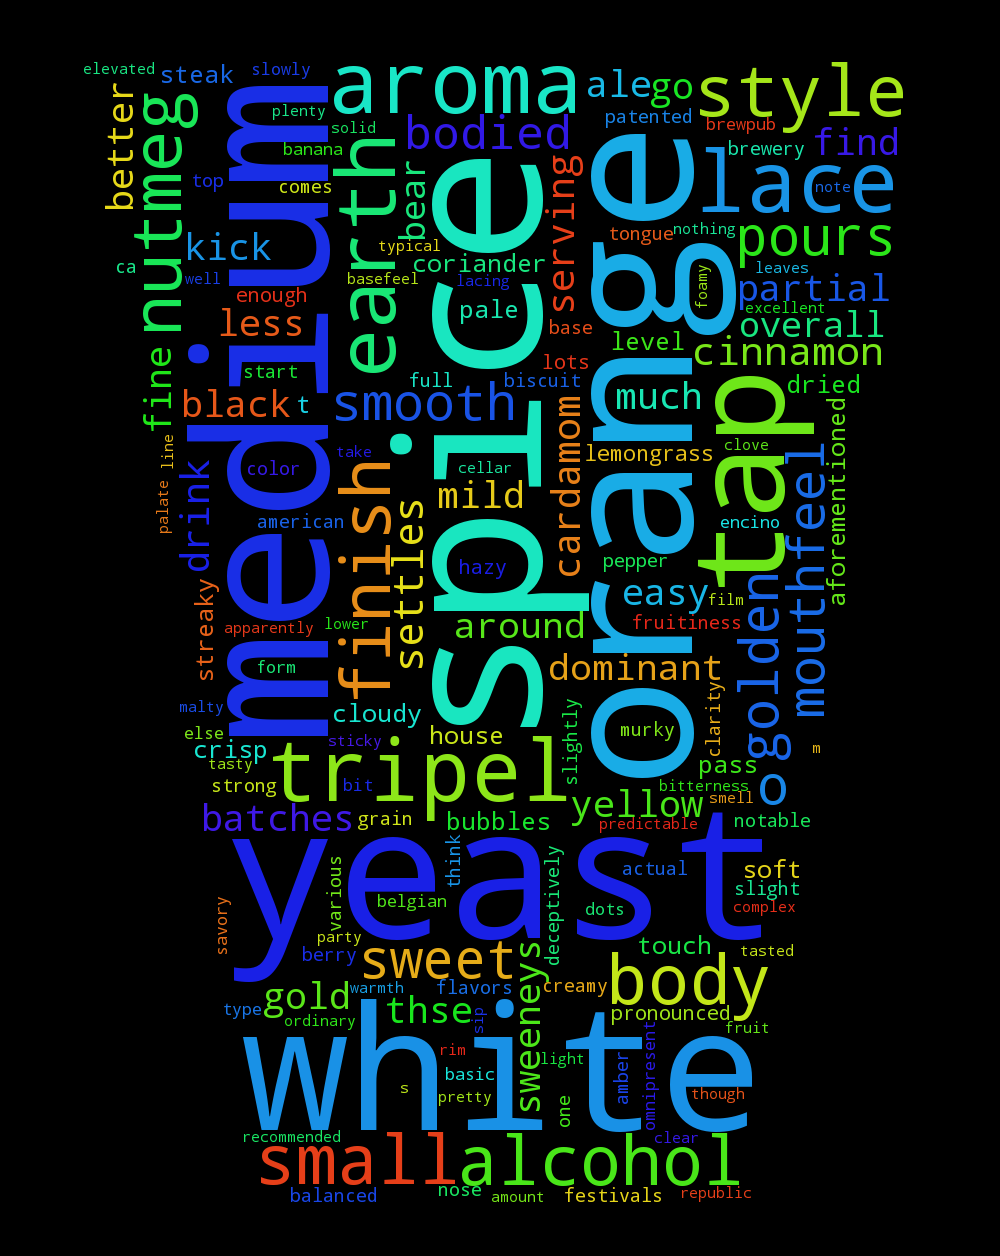 elevated
steak
slowly
aroma
ale
go
style
better
nutmeg
medium
plenty
solid
bodied
patented
brewpub
find
banana
earth
bear
spice
serving
orange
brewery
lace
note
top
comes
tongue
nothing
pours
kick
typical
ca
well
basefeel
coriander
lacing
foamy
leaves
partial
enough
pale
excellent
less
base
overall
fine
level
cinnamon
start
lots
full
biscuit
much
tap
dried
black
t
smooth
cardamom
line
take
clove
lemongrass
aforementioned
palate
drink
color
finish
cellar
mild
mouthfeel
american
settles
encino
hazy
pepper
streaky
easy
film
golden
apparently
lower
around
fruitiness
form
dominant
malty
cloudy
slightly
murky
clarity
else
crisp
sticky
house
m
tasty
tripel
pass
strong
bit
bitterness
o
smell
batches
grain
bubbles
yellow
predictable
notable
yeast
think
various
deceptively
actual
soft
slight
savory
belgian
dots
complex
party
berry
sweet
sweeneys
touch
tasted
type
gold
warmth
flavors
creamy
body
ordinary
thse
sip
pronounced
fruit
white
rim
light
amber
omnipresent
basic
s
pretty
one
though
recommended
small
alcohol
clear
balanced
nose
amount
festivals
republic